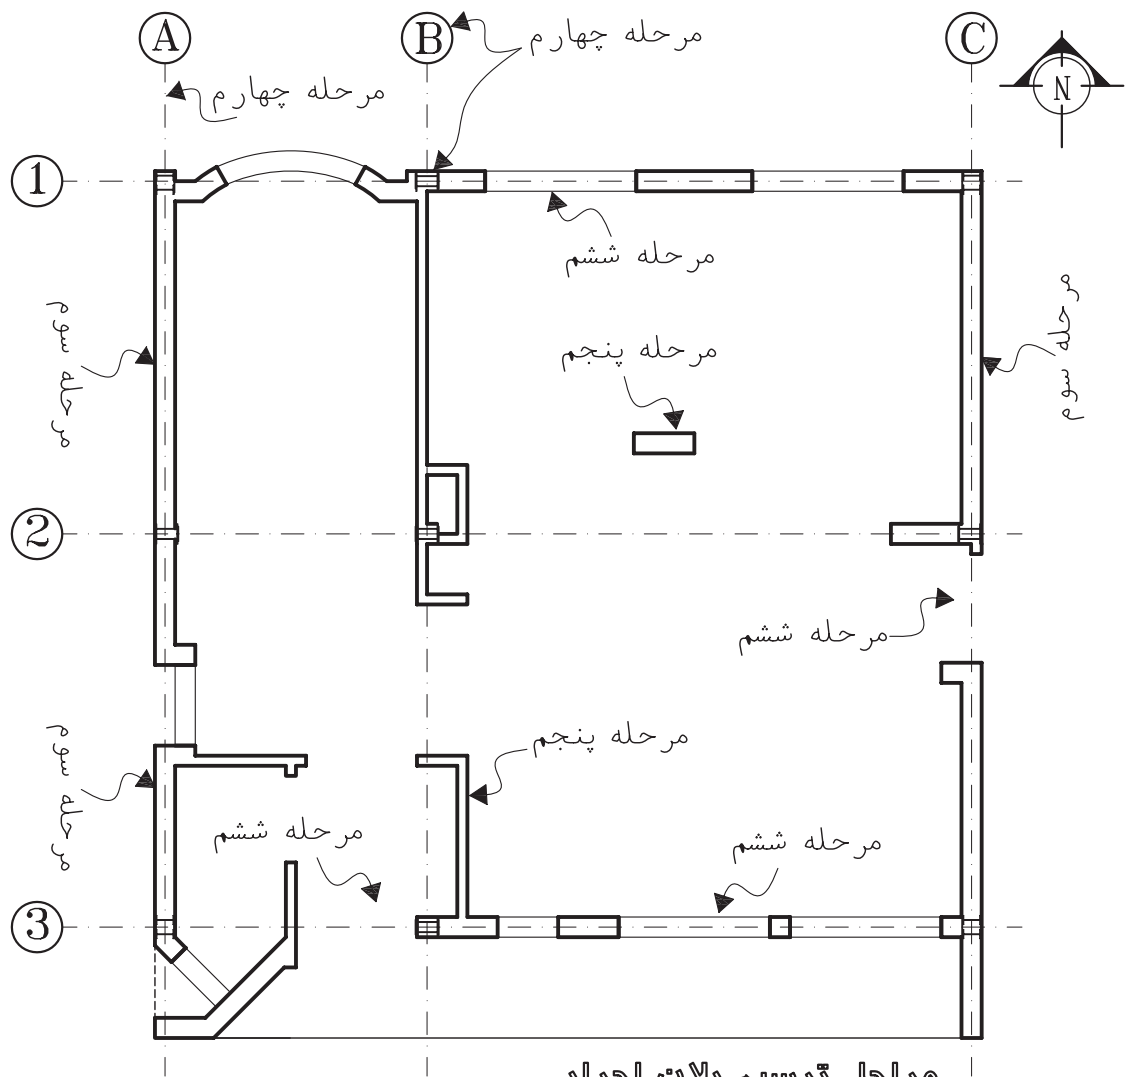 A
B
C
مرحله چهارم
مرحله چهارم
N
1
مرحله ششم
مرحله سوم
مرحله سوم
مرحله پنجم
2
مرحله ششم
مرحله سوم
مرحله پنجم
مرحله ششم
مرحله ششم
3